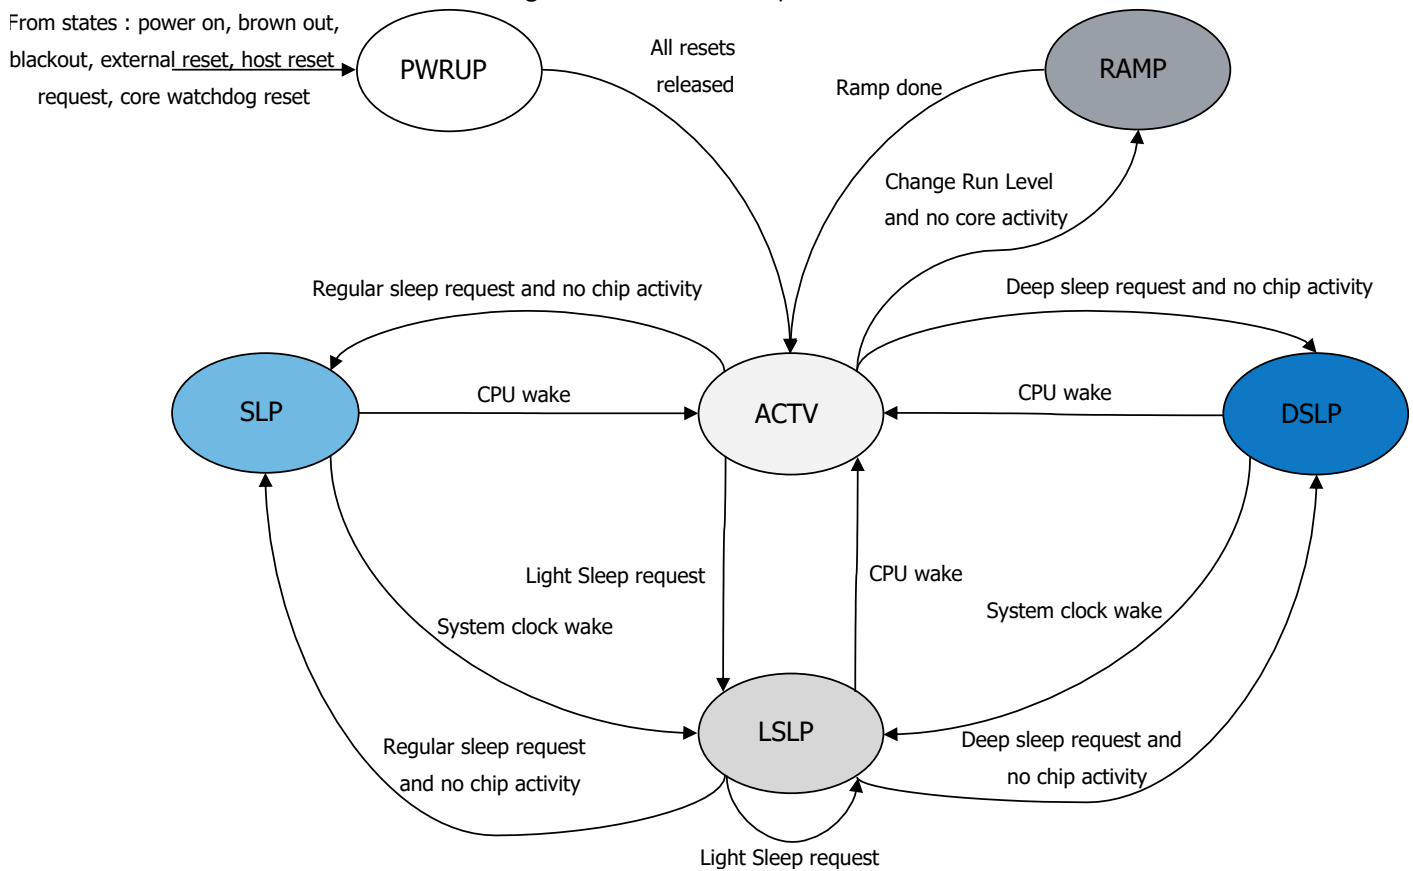 From states : power on, brown out,
blackout, external reset, host reset
request, core watchdog reset
PWRUP
All resets
released
Ramp done
RAMP
Change Run Level
and no core activity
Regular sleep request and no chip activity
Deep sleep request and no chip activity
SLP
CPU wake
ACTV
CPU wake
DSLP
Light Sleep request
CPU wake
System clock wake
System clock wake
LSLP
Regular sleep request
and no chip activity
Deep sleep request and
no chip activity
Light Sleep request